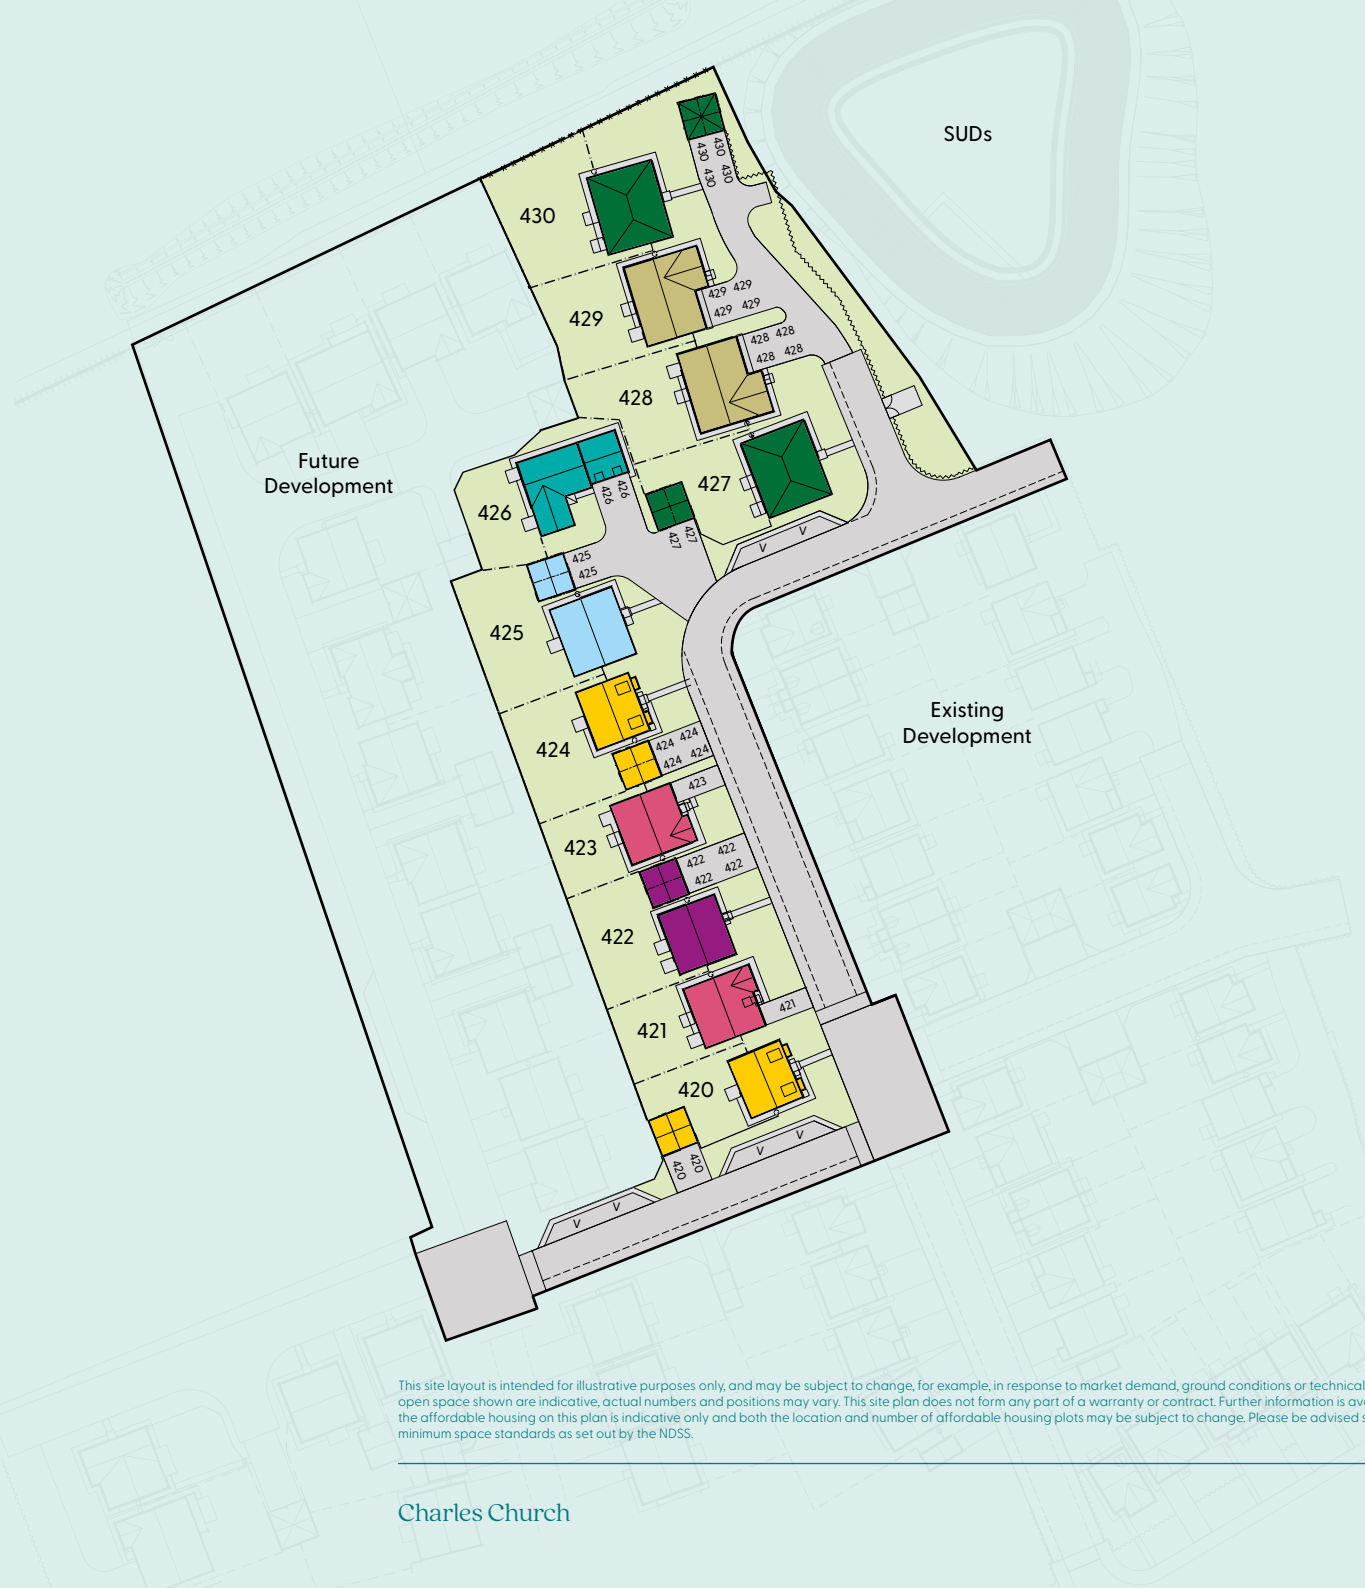 SUDs
430
430
430
430
430
429
429
429
429
429
428
428
428
428
428
Future
Development
427
427
427
426
426
426
425
425
425
424
424
424
424
424
Existing
Development
423
423
422
422
422
422
422
421
421
420
420
420
V
V
V
V
V
V
This site layout is intended for illustrative purposes only, and may be subject to change, for example, in response to market demand, ground conditions or technical
open space shown are indicative, actual numbers and positions may vary. This site plan does not form any part of a warranty or contract. Further information is
the affordable housing on this plan is indicative only and both the location and number of affordable housing plots may be subject to change. Please be advised
minimum space standards as set out by the NDSS.
Charles Church